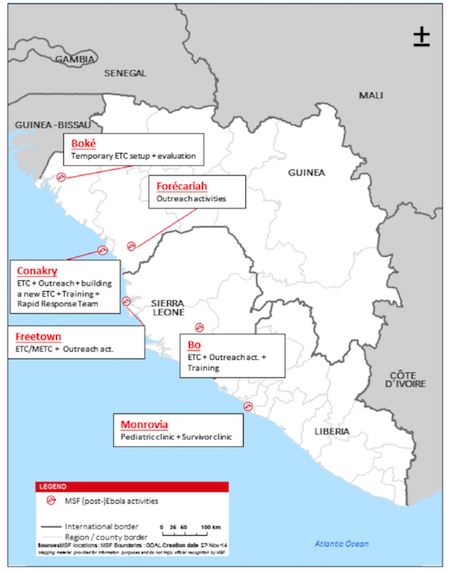 ±
GAMBIA
SENEGAL
MALI
GUINEA-BISSAU
Boké
Temporary ETC setup + evaluation
GUINEA
Forécariah
Outreach activities
Conakry
ETC + Outreach + building
a new ETC + Training +
Rapid Response Team
SIERRA
LEONE
Freetown
ETC/METC + Outreach act.
Bo
ETC + Outreach act. +
Training
CÔTE
D'IVOIRE
Monrovia
Pediatric clinic + Survivor clinic
LIBERIA
LEGEND
MSF (post-)Ebola activities
International border
Region / county border
0 26 60 100 km
Sources MSF locations : MSF Boundaries : GOAL Creation date 27-Nov-14
Mapping material provided for information purposes and do not imply official recognition by MSF
Atlantic Ocean